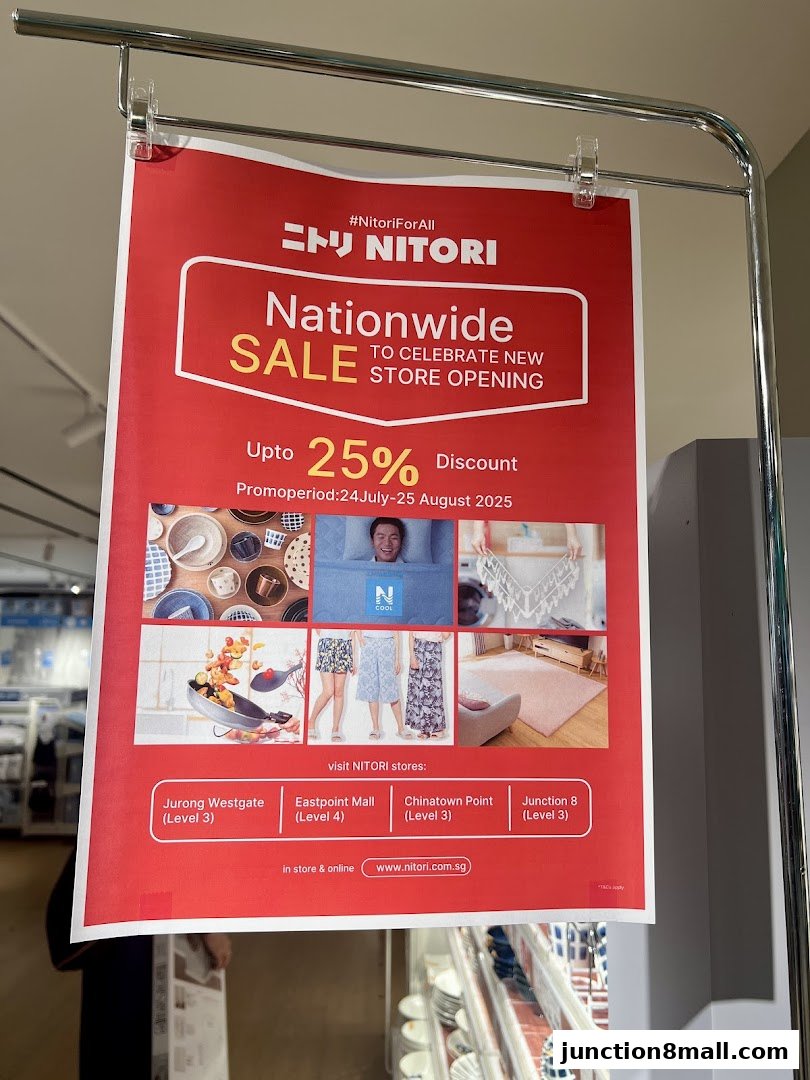 #NitoriForAll
ニトリ NITORI
Nationwide
SALE TO CELEBRATE NEW
STORE OPENING
Upto 25% Discount
Promoperiod:24July-25 August 2025
N
COOL
visit NITORI stores:
Jurong Westgate
(Level 3)
Eastpoint Mall
(Level 4)
Chinatown Point
(Level 3)
Junction 8
(Level 3)
in store & online www.nitori.com.sg
*T&Cs apply
junction8mall.com